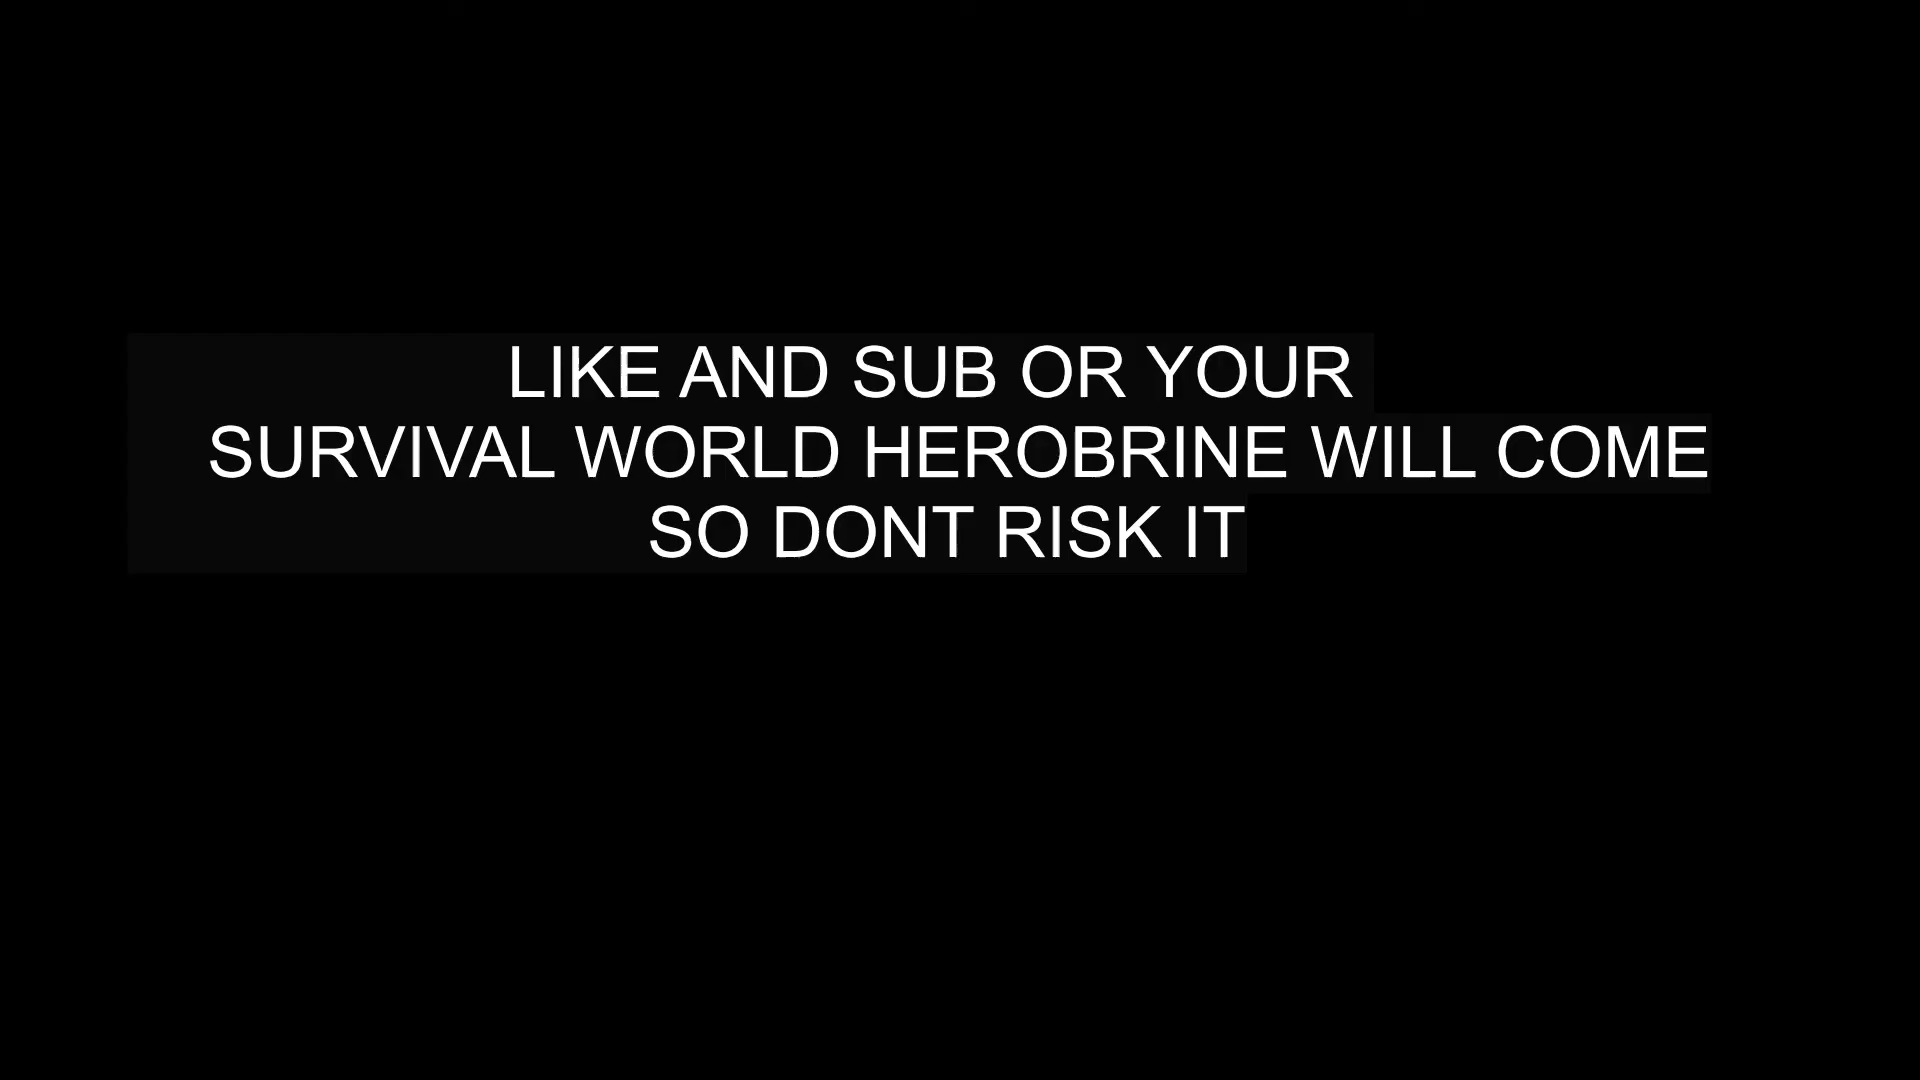 LIKE AND SUB OR YOUR
SURVIVAL WORLD HEROBRINE WILL COME
SO DONT RISK IT